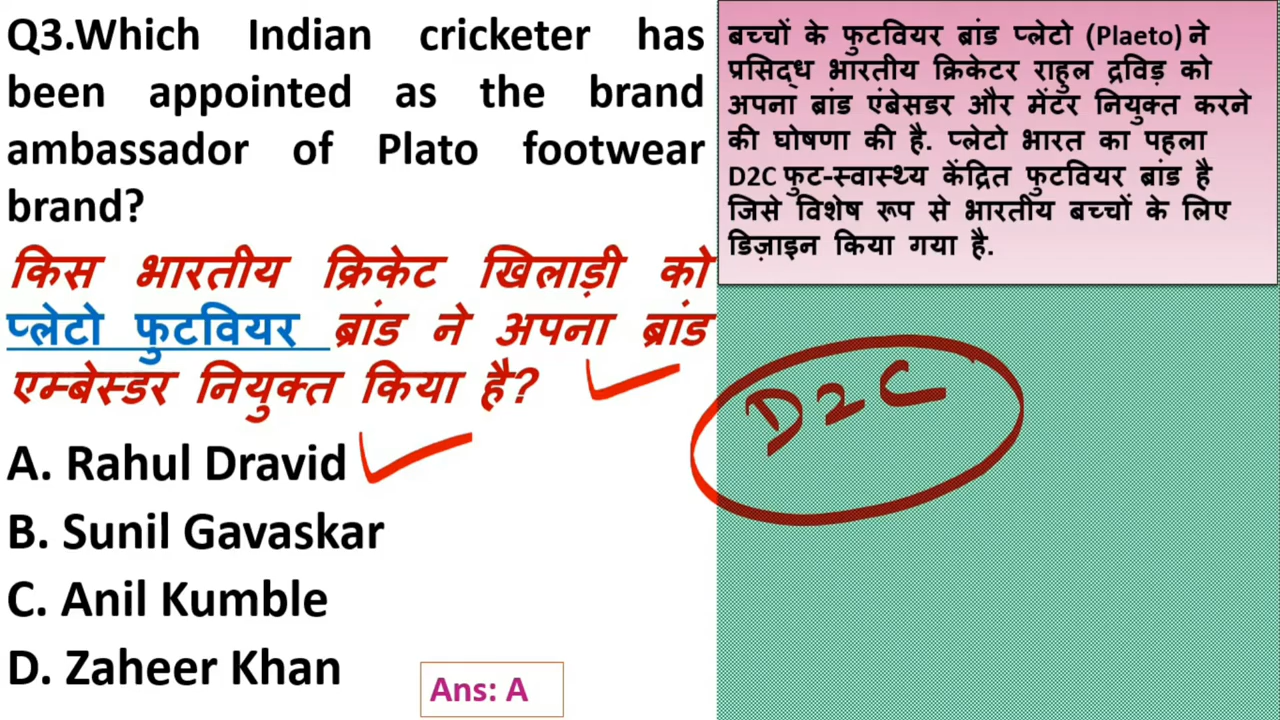 Q3.Which Indian cricketer has
been appointed as the brand
ambassador of Plato footwear
brand?
किस भारतीय क्रिकेट खिलाड़ी को
प्लेटो फुटवियर ब्रांड ने अपना ब्रांड
एम्बेस्डर नियुक्त किया है?
A. Rahul Dravid
B. Sunil Gavaskar
C. Anil Kumble
D. Zaheer Khan
Ans: A
बच्चों के फुटवियर ब्रांड प्लेटो (Plaeto) ने
प्रसिद्ध भारतीय क्रिकेटर राहुल द्रविड़ को
अपना ब्रांड एंबेसडर और मेंटर नियुक्त करने
की घोषणा की है. प्लेटो भारत का पहला
D2C फुट-स्वास्थ्य केंद्रित फुटवियर ब्रांड है
जिसे विशेष रूप से भारतीय बच्चों के लिए
डिज़ाइन किया गया है.
D2C